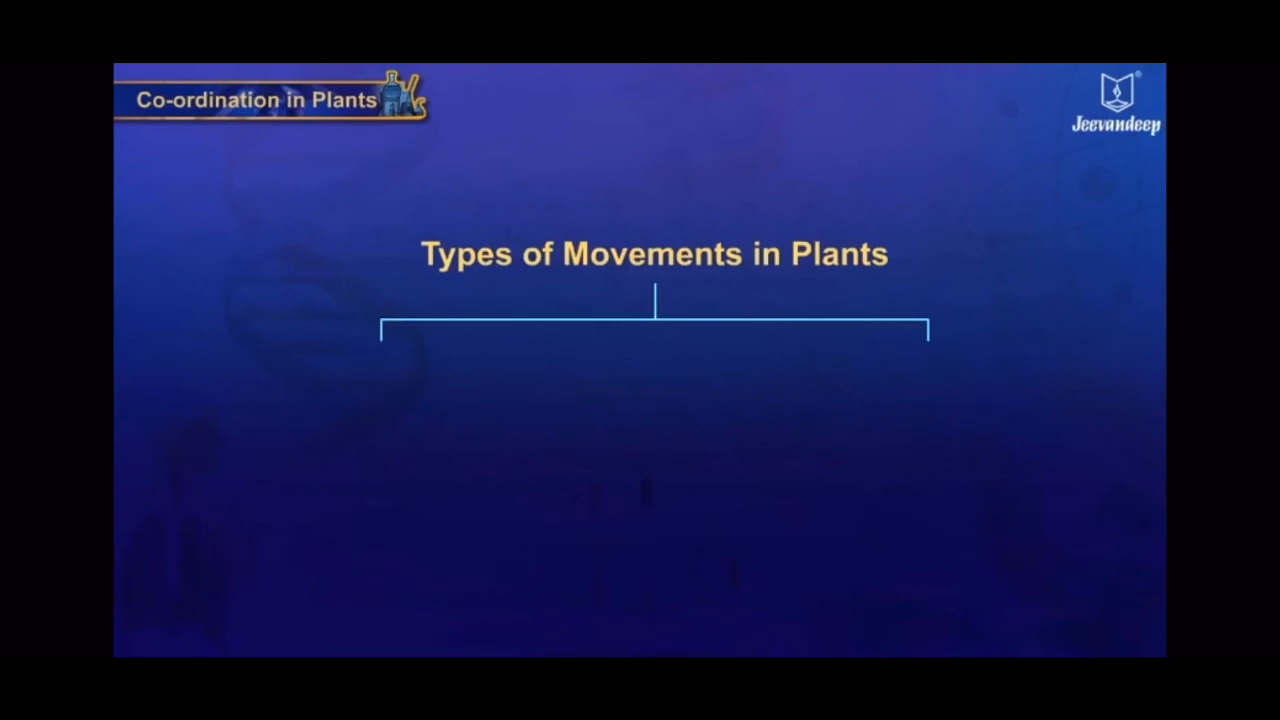 Co-ordination in Plants
Jeevandeep
Types of Movements in Plants